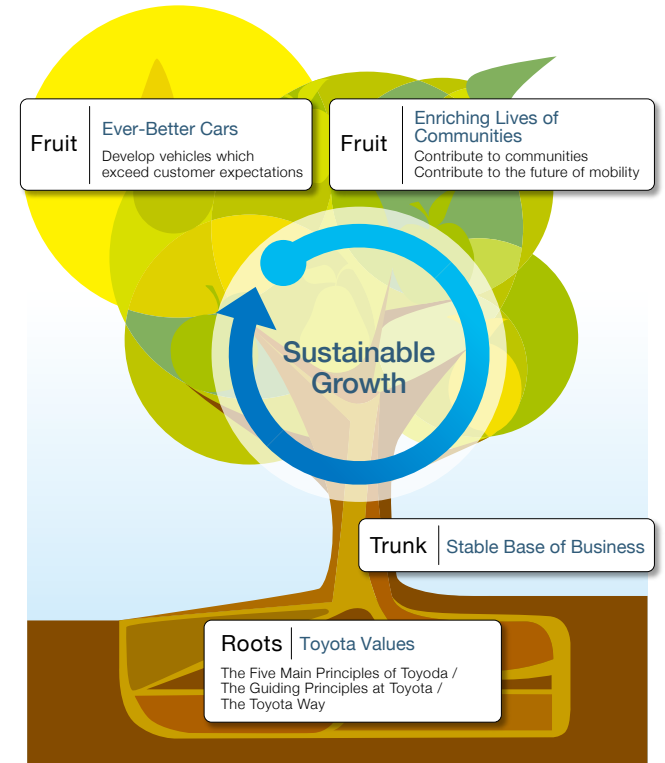 Fruit
Ever-Better Cars
Develop vehicles which
exceed customer expectations
Fruit
Enriching Lives of
Communities
Contribute to communities
Contribute to the future of mobility
Sustainable
Growth
Trunk
Stable Base of Business
Roots
Toyota Values
The Five Main Principles of Toyoda /
The Guiding Principles at Toyota /
The Toyota Way